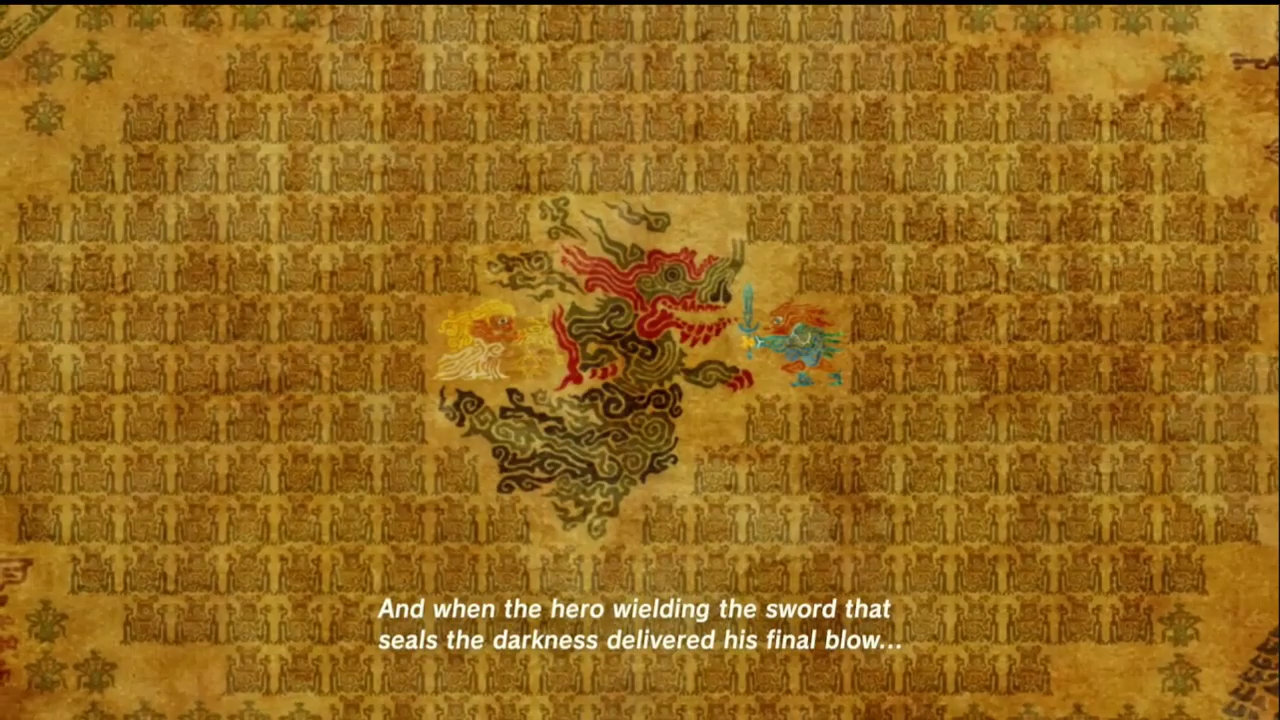 And when the hero wielding the sword that
seals the darkness delivered his final blow...